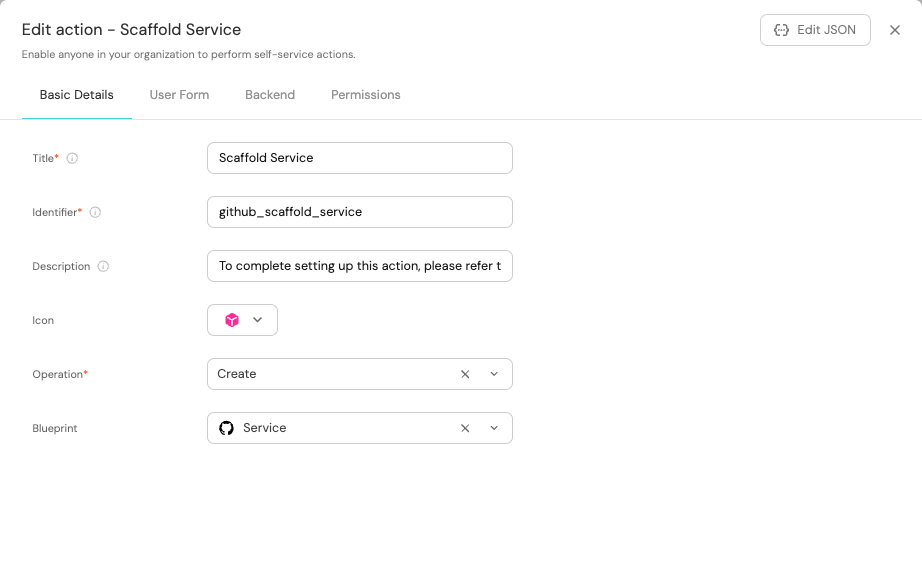 Edit action - Scaffold Service
Edit JSON
Enable anyone in your organization to perform self-service actions.
Basic Details
User Form
Backend
Permissions
Title*
Scaffold Service
Identifier*
github_scaffold_service
Description
To complete setting up this action, please refer t
Icon
Operation*
Create
Blueprint
Service